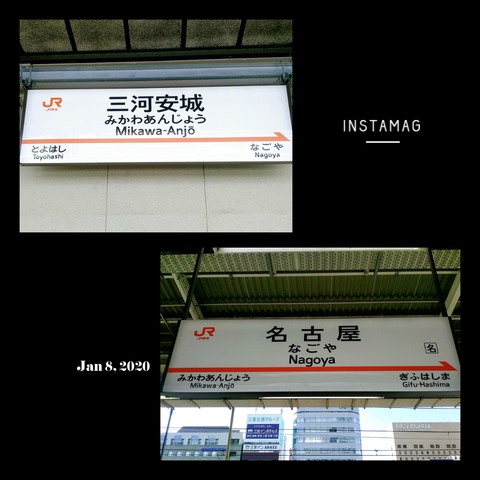 JR
三河安城
みかわあんじょう
Mikawa-Anjō
とよはし
Toyohashi
なごや
Nagoya
INSTAMAG
JR
名古屋
なごや
Nagoya
名
みかわあんじょう
Mikawa-Anjō
ぎふはしま
Gifu-Hashima
Jan 8, 2020